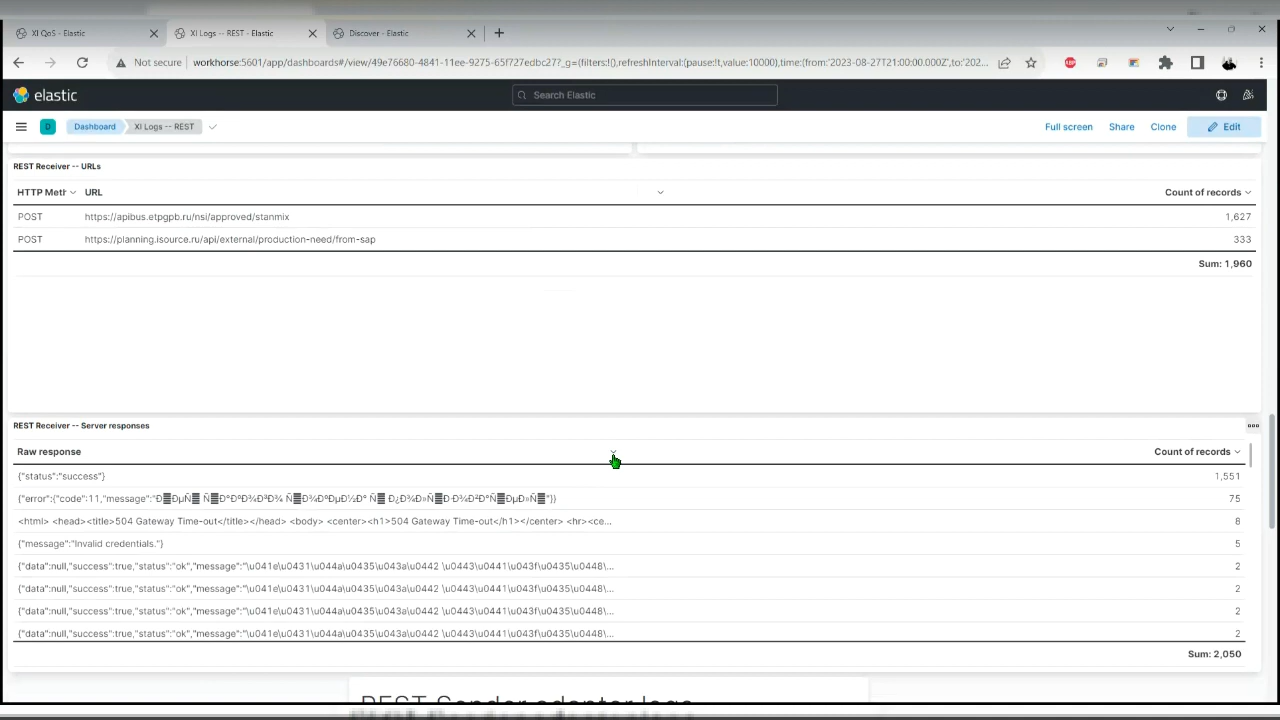 XI QoS - Elastic
XI Logs -- REST - Elastic
Discover - Elastic
Not secure
workhorse:5601/app/dashboards#/view/49e76680-4841-11ee-9275-65f727edbc27?_g=(filters:!(),refreshInterval:(pause:!t,value:10000),time:(from:'2023-08-27T21:00:00.000Z',to:'202...
elastic
Search Elastic
D
Dashboard
XI Logs -- REST
Full screen
Share
Clone
Edit
REST Receiver -- URLs
HTTP Meth URL Count of records
POST https://apibus.etpgpb.ru/nsi/approved/stanmix 1,627
POST https://planning.isource.ru/api/external/production-need/from-sap 333
Sum: 1,960
REST Receiver -- Server responses
Raw response Count of records
{"status":"success"} 1,551
{"error":{"code":11,"message":" "}} 75
<html> <head><title>504 Gateway Time-out</title></head> <body> <center><h1>504 Gateway Time-out</h1></center> <hr><ce... 8
{"message":"Invalid credentials."} 5
{"data":null,"success":true,"status":"ok","message":"\u041e\u0431\u044a\u0435\u043a\u0442 \u0443\u0441\u043f\u0435\u0448\... 2
{"data":null,"success":true,"status":"ok","message":"\u041e\u0431\u044a\u0435\u043a\u0442 \u0443\u0441\u043f\u0435\u0448\... 2
{"data":null,"success":true,"status":"ok","message":"\u041e\u0431\u044a\u0435\u043a\u0442 \u0443\u0441\u043f\u0435\u0448\... 2
{"data":null,"success":true,"status":"ok","message":"\u041e\u0431\u044a\u0435\u043a\u0442 \u0443\u0441\u043f\u0435\u0448\... 2
Sum: 2,050
REST Sender adapter logs